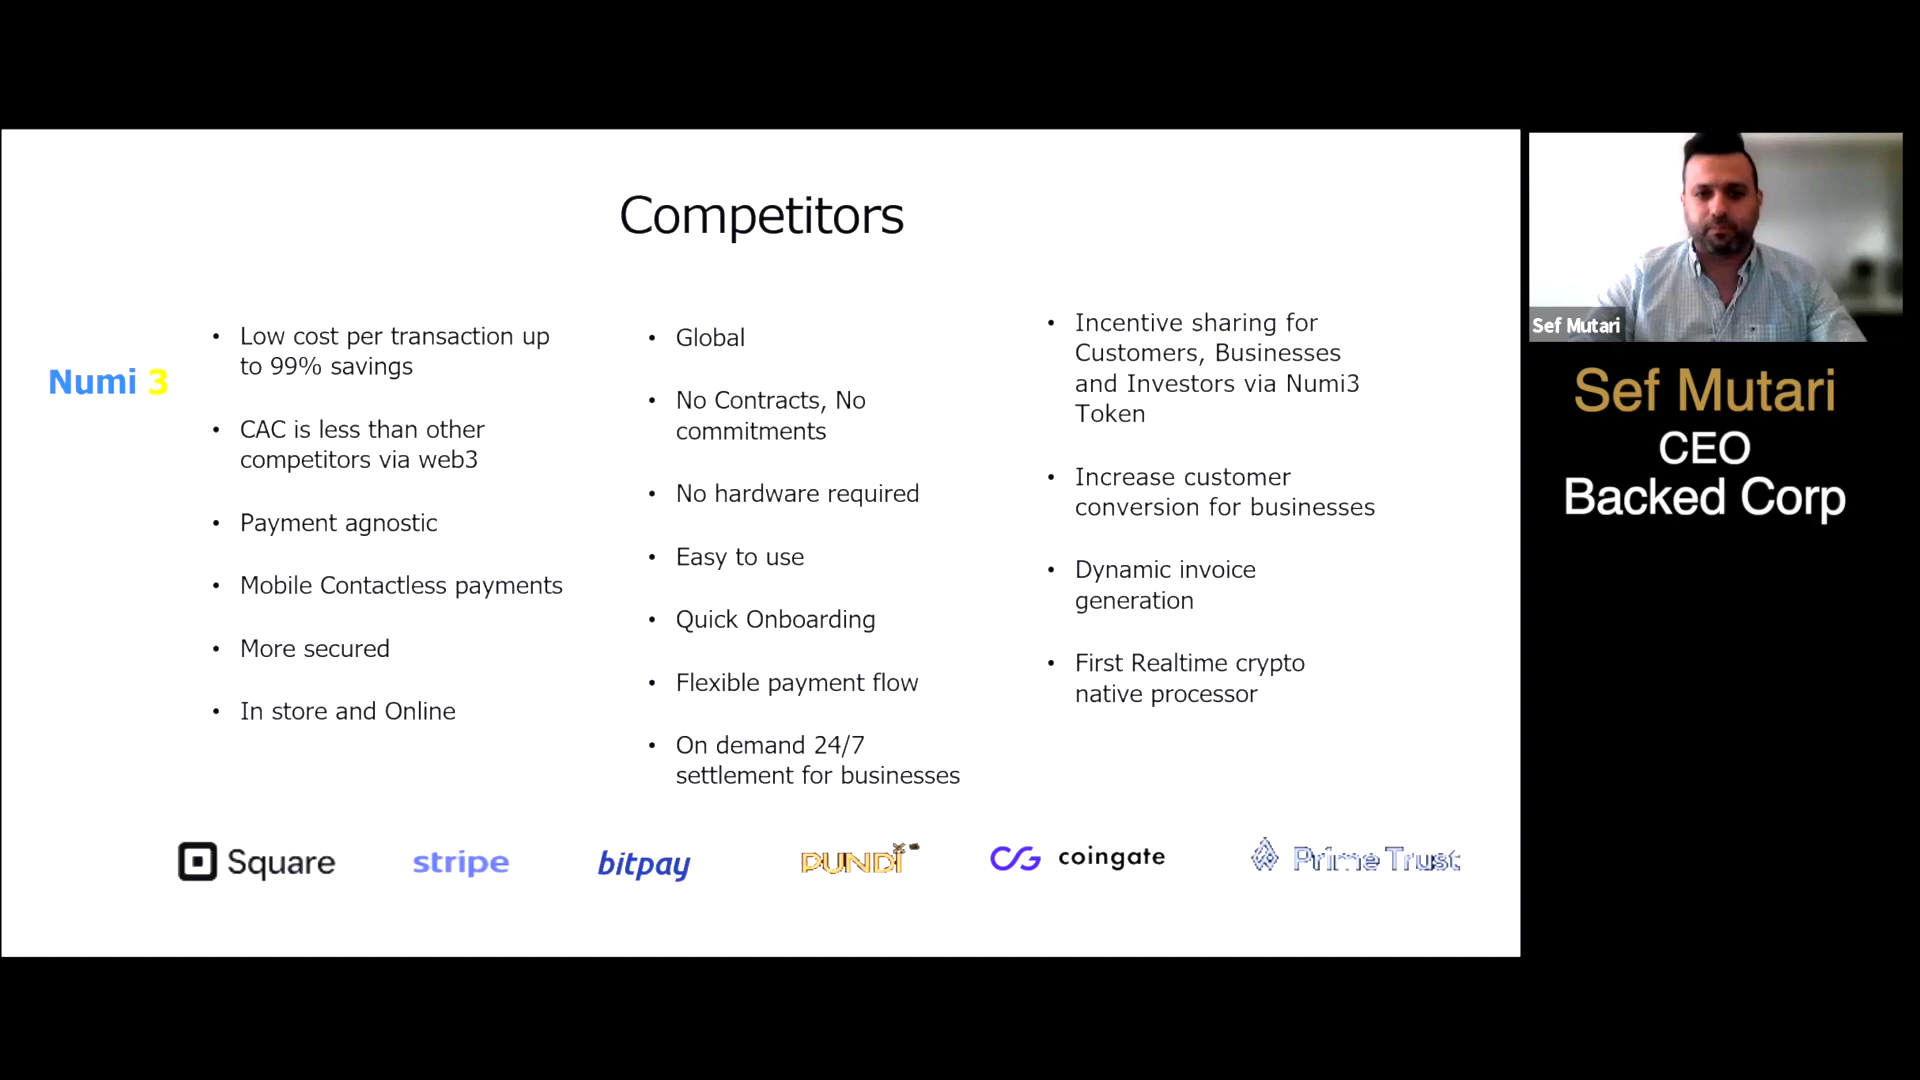 Competitors
Numi 3
• Low cost per transaction up
to 99% savings
• CAC is less than other
competitors via web3
• Payment agnostic
• Mobile Contactless payments
• More secured
• In store and Online
• Global
• No Contracts, No
commitments
• No hardware required
• Easy to use
• Quick Onboarding
• Flexible payment flow
• On demand 24/7
settlement for businesses
• Incentive sharing for
Customers, Businesses
and Investors via Numi3
Token
• Increase customer
conversion for businesses
• Dynamic invoice
generation
• First Realtime crypto
native processor
Square
stripe
bitpay
PUNDI
coingate
Prime Trust
Sef Mutari
Sef Mutari
CEO
Backed Corp